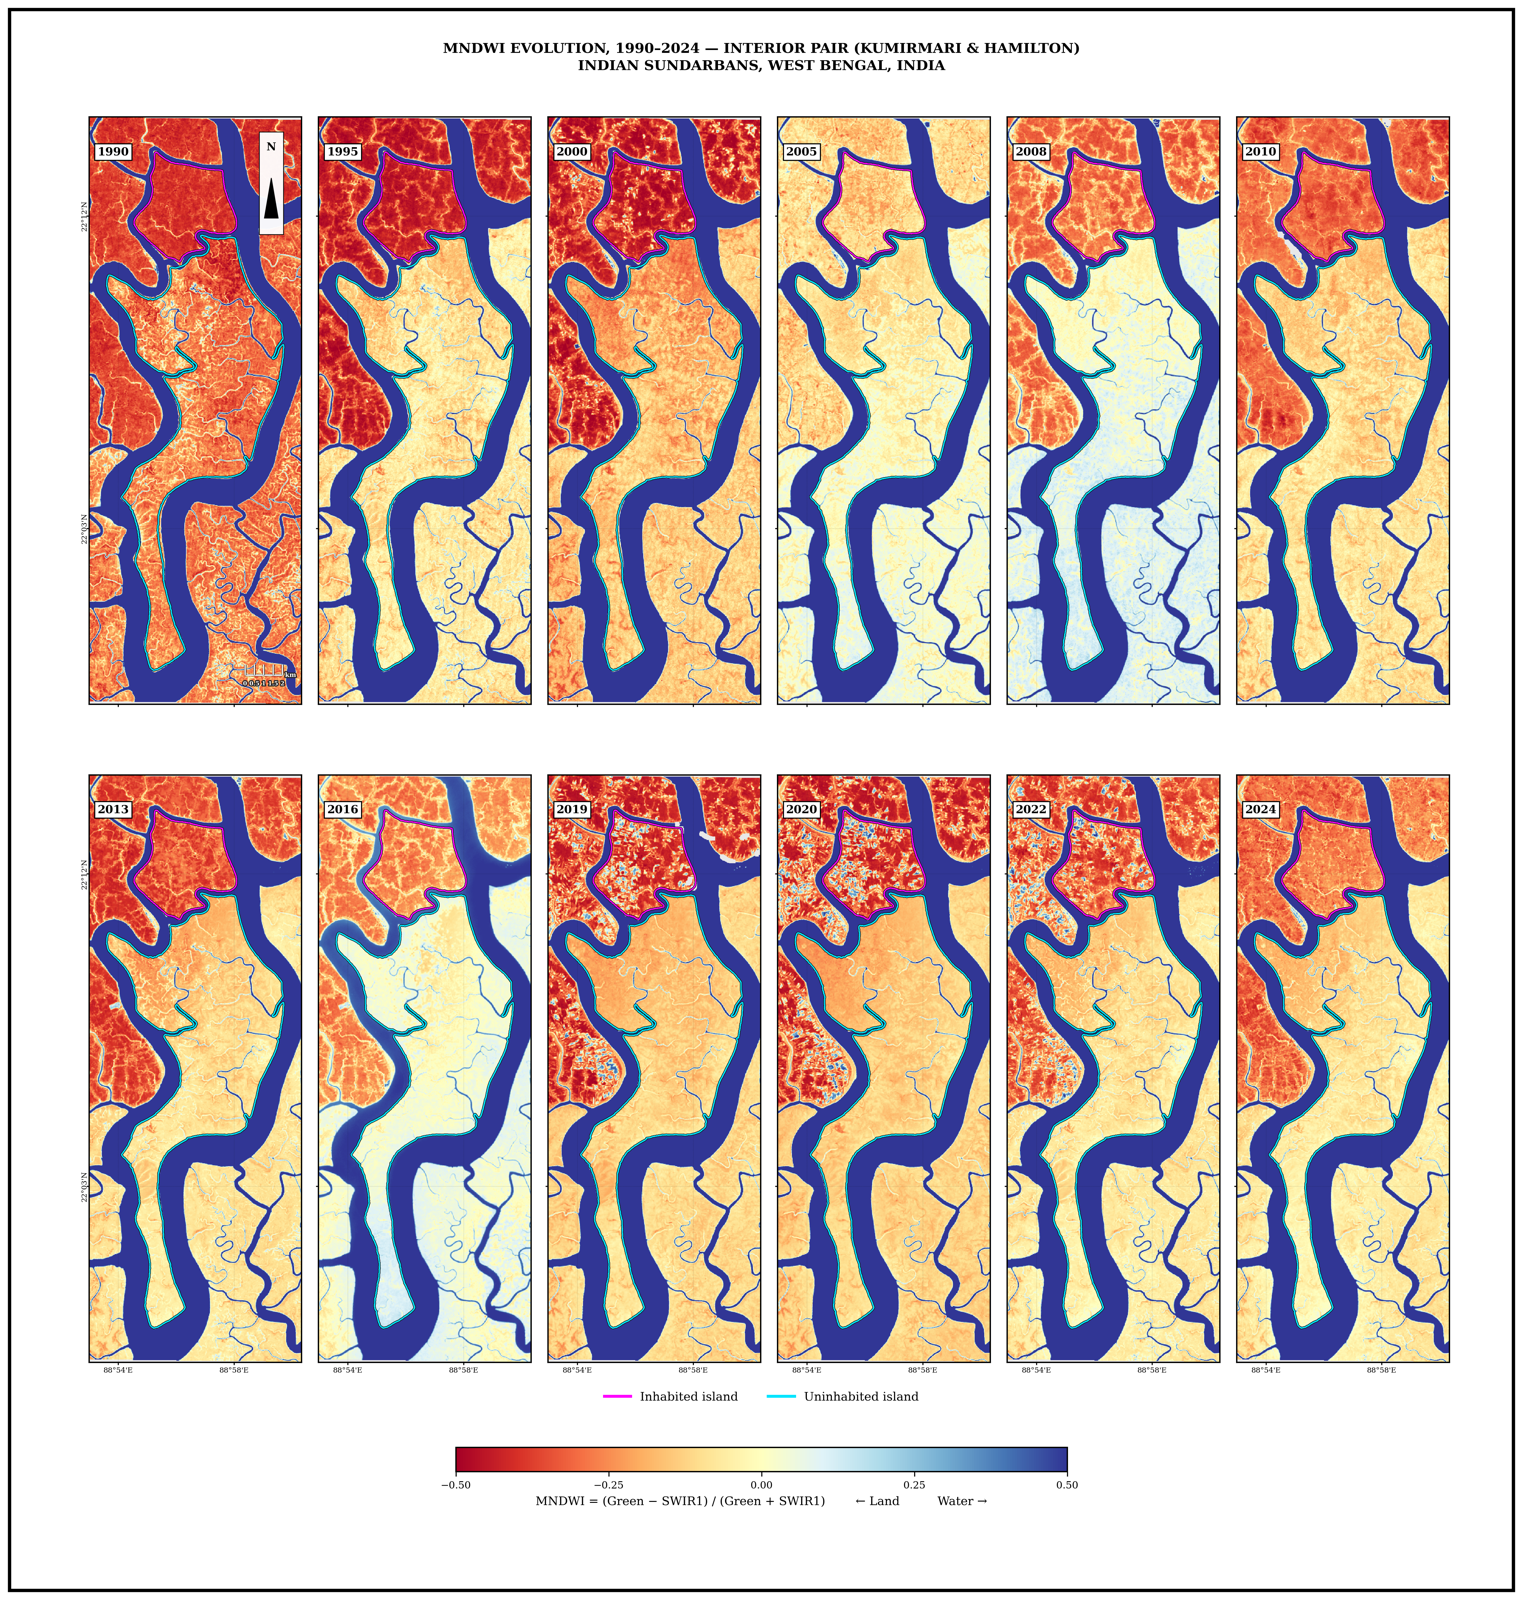 MNDWI EVOLUTION, 1990–2024 — INTERIOR PAIR (KUMIRMARI & HAMILTON)
INDIAN SUNDARBANS, WEST BENGAL, INDIA
1990
N
1995
2000
2005
2008
2010
22°12'N
22°03'N
km
2013
2016
2019
2020
2022
2024
22°12'N
22°03'N
88°54'E 88°58'E 88°54'E 88°58'E 88°54'E 88°58'E 88°54'E 88°58'E 88°54'E 88°58'E 88°54'E 88°58'E
Inhabited island Uninhabited island
−0.50 −0.25 0.00 0.25 0.50
MNDWI = (Green − SWIR1) / (Green + SWIR1) ← Land Water →